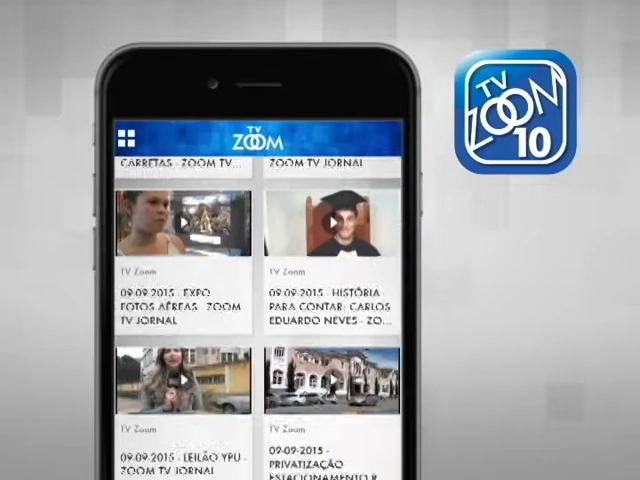 TV
ZOOM
TV
ZOOM
10
CARRETAS - ZOOM TV...
ZOOM TV JORNAL
TV Zoom
TV Zoom
09-09-2015 - EXPO
FOTOS AÉREAS - ZOOM
TV JORNAL
09-09-2015 - HISTÓRIA
PARA CONTAR: CARLOS
EDUARDO NEVES - ZO...
TV Zoom
TV Zoom
09-09-2015 - LEILÃO YPU -
ZOOM TV JORNAL
09-09-2015 -
PRIVATIZAÇÃO
ESTACIONAMENTO R